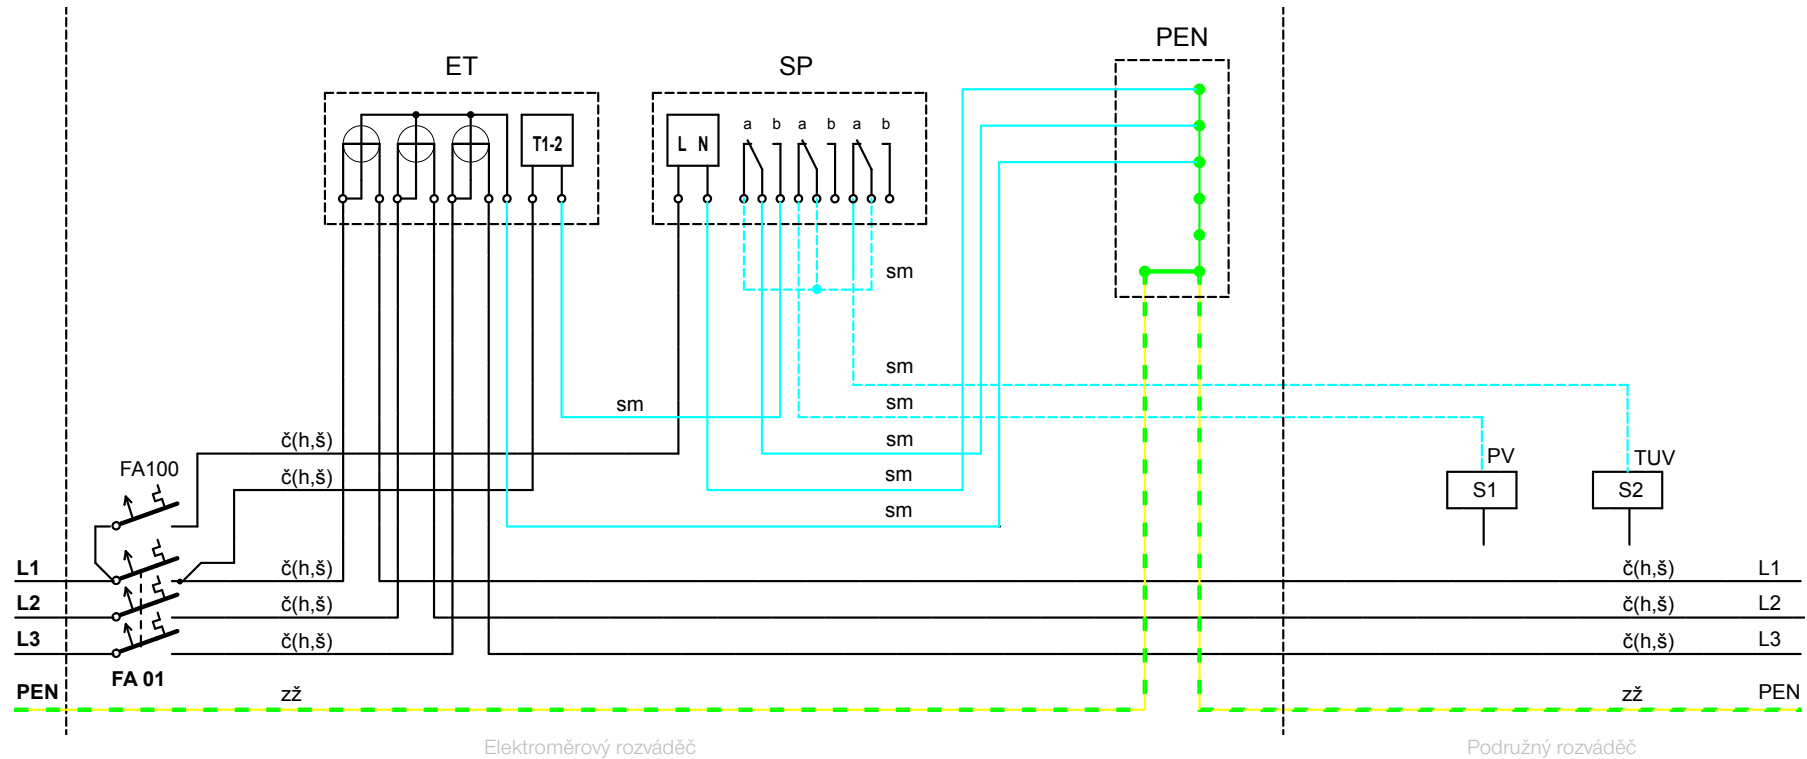 PEN
ET SP
T1-2 L N a b a b a b
sm
sm
sm sm
č(h,š) sm
FA100 PV TUV
č(h,š) sm
S1 S2
sm
L1 č(h,š) č(h,š) L1
L2 č(h,š) č(h,š) L2
L3 č(h,š) č(h,š) L3
FA 01
PEN zž zž PEN
Elektroměrový rozváděč Podružný rozváděč